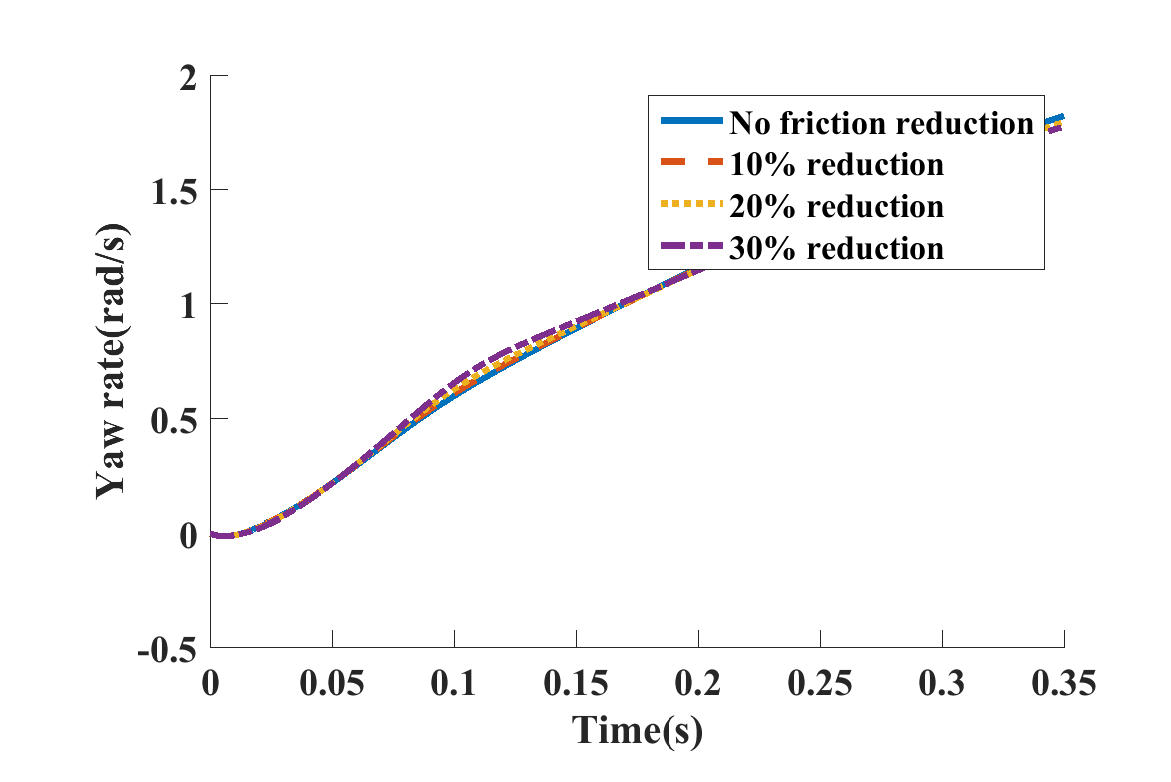 2
1.5
1
0.5
0
-0.5
Yaw rate(rad/s)
No friction reduction
10% reduction
20% reduction
30% reduction
0 0.05 0.1 0.15 0.2 0.25 0.3 0.35
Time(s)